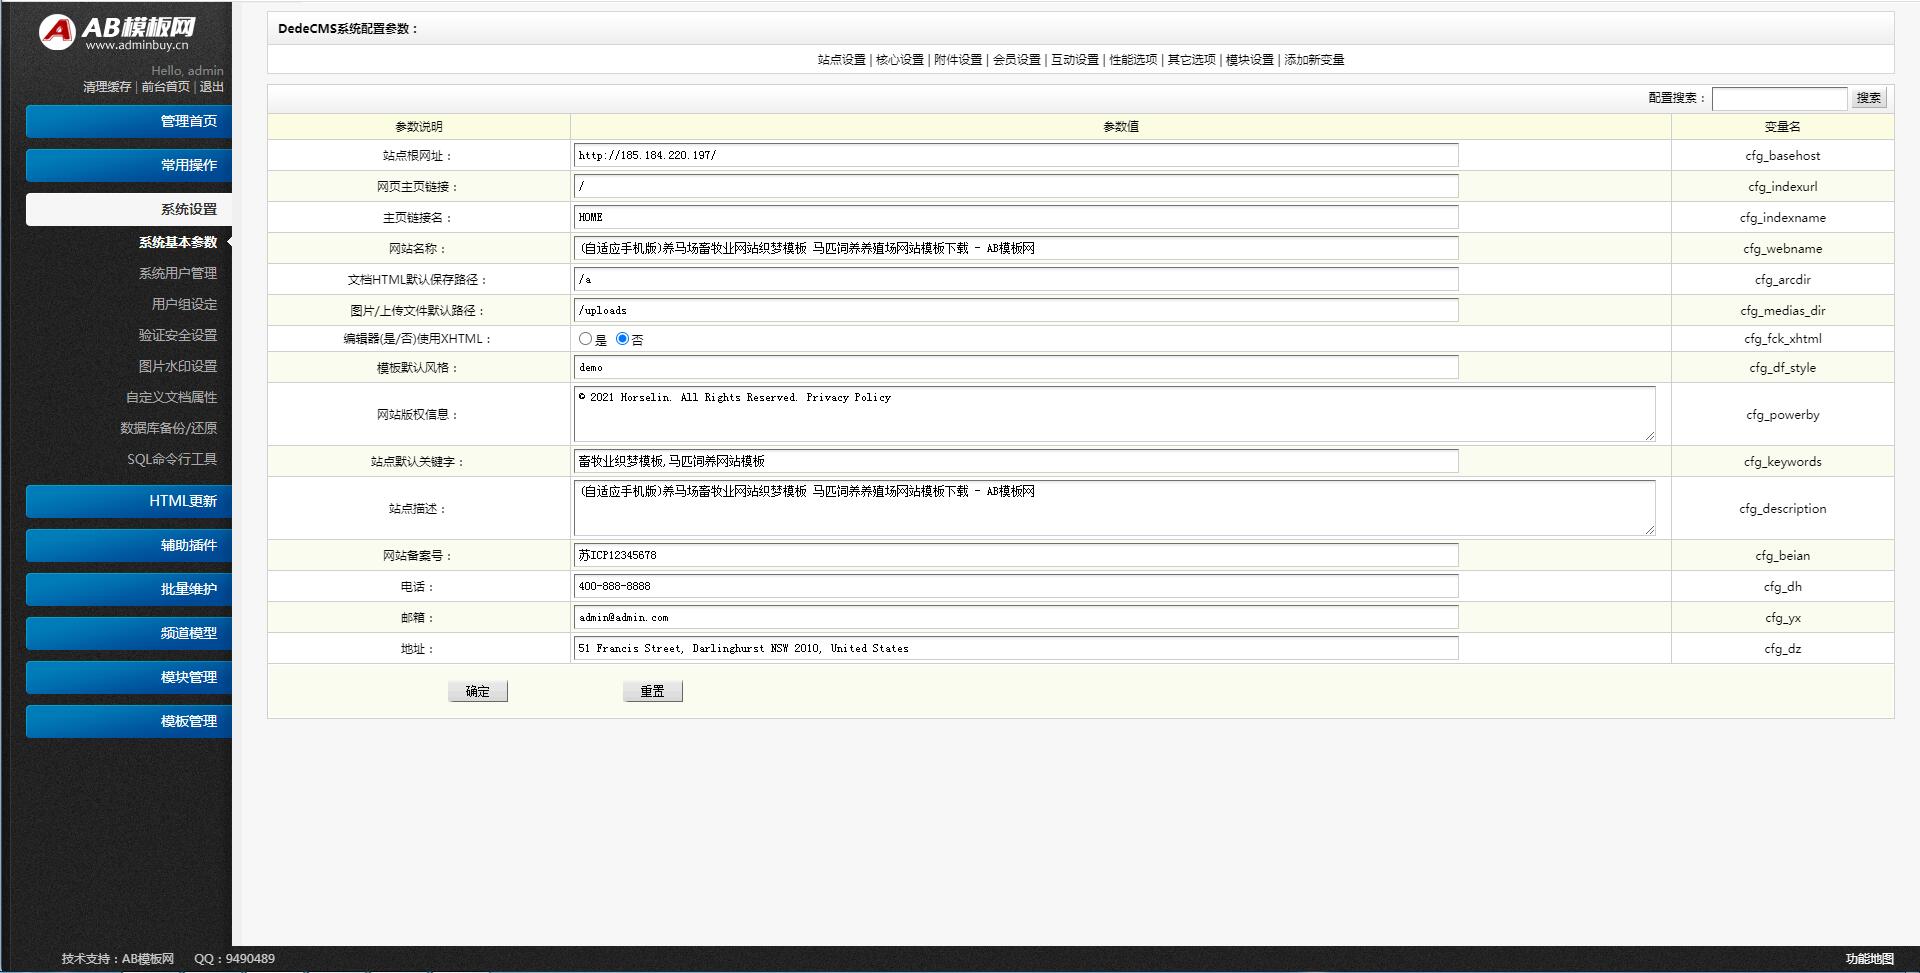 AB模板网
www.adminbuy.cn
Hello, admin
清理缓存 | 前台首页 | 退出
管理首页
常用操作
系统设置
系统基本参数
系统用户管理
用户组设定
验证安全设置
图片水印设置
自定义文档属性
数据库备份/还原
SQL命令行工具
HTML更新
辅助插件
批量维护
频道模型
模块管理
模板管理
DedeCMS系统配置参数：
站点设置 | 核心设置 | 附件设置 | 会员设置 | 互动设置 | 性能选项 | 其它选项 | 模块设置 | 添加新变量
配置搜索： 搜索
参数说明 参数值 变量名
站点根网址： http://185.184.220.197/ cfg_basehost
网页主页链接： / cfg_indexurl
主页链接名： HOME cfg_indexname
网站名称： (自适应手机版)养马场畜牧业网站织梦模板 马匹饲养养殖场网站模板下载 - AB模板网 cfg_webname
文档HTML默认保存路径： /a cfg_arcdir
图片/上传文件默认路径： /uploads cfg_medias_dir
编辑器(是/否)使用XHTML： 是 否 cfg_fck_xhtml
模板默认风格： demo cfg_df_style
网站版权信息： © 2021 Horselin. All Rights Reserved. Privacy Policy cfg_powerby
站点默认关键字： 畜牧业织梦模板,马匹饲养网站模板 cfg_keywords
站点描述： (自适应手机版)养马场畜牧业网站织梦模板 马匹饲养养殖场网站模板下载 - AB模板网 cfg_description
网站备案号： 苏ICP12345678 cfg_beian
电话： 400-888-8888 cfg_dh
邮箱： admin@admin.com cfg_yx
地址： 51 Francis Street, Darlinghurst NSW 2010, United States cfg_dz
确定 重置
技术支持：AB模板网 QQ：9490489 功能地图